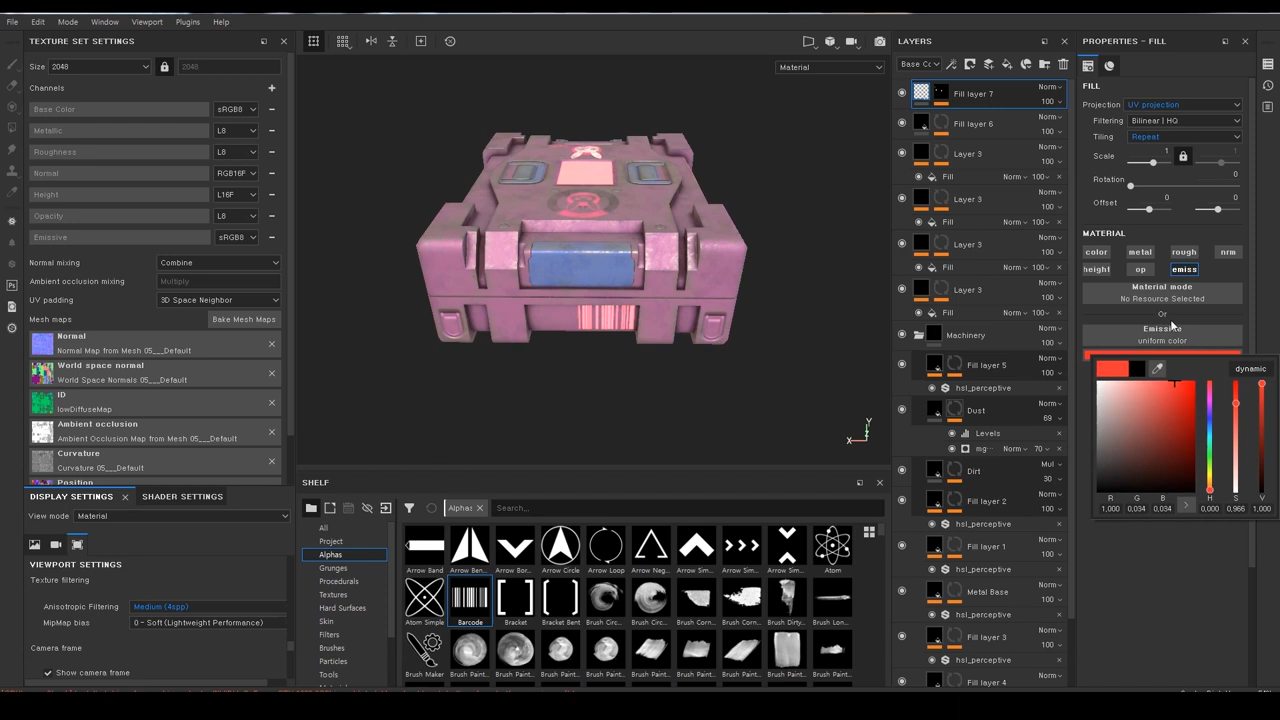 File Edit Mode Window Viewport Plugins Help
TEXTURE SET SETTINGS
Size 2048 2048
Channels
Base Color sRGB8
Metallic L8
Roughness L8
Normal RGB16F
Height L16F
Opacity L8
Emissive sRGB8
Normal mixing Combine
Ambient occlusion mixing Multiply
UV padding 3D Space Neighbor
Mesh maps Bake Mesh Maps
Normal
Normal Map from Mesh 05___Default
World space normal
World Space Normals 05___Default
ID
lowDiffuseMap
Ambient occlusion
Ambient Occlusion Map from Mesh 05___Default
Curvature
Curvature 05___Default
Position
DISPLAY SETTINGS SHADER SETTINGS
View mode Material
VIEWPORT SETTINGS
Texture filtering
Anisotropic Filtering Medium (4spp)
MipMap bias 0 - Soft (Lightweight Performance)
Camera frame
Show camera frame
Material
Y
X
SHELF
Alphas Search...
All
Project
Alphas
Grunges
Procedurals
Textures
Hard Surfaces
Skin
Filters
Brushes
Particles
Tools
Arrow Band Arrow Ben... Arrow Bor... Arrow Circle Arrow Loop Arrow Neg... Arrow Sim... Arrow Sim... Arrow Sim... Atom
Atom Simple Barcode Bracket Bracket Bent Brush Circ... Brush Circ... Brush Corn... Brush Corn... Brush Dirty... Brush Lon...
Brush Maker Brush Paint... Brush Paint... Brush Paint... Brush Paint... Brush Paint... Brush Paint... Brush Paint... Brush Paint... Brush Paint...
LAYERS
Base Co
Fill layer 7 Norm 100
Fill layer 6 Norm 100
Layer 3 Norm 100
Fill Norm 100
Layer 3 Norm 100
Fill Norm 100
Layer 3 Norm 100
Fill Norm 100
Layer 3 Norm 100
Fill Norm 100
Machinery Norm 100
Fill layer 5 Norm 100
hsl_perceptive
Dust Norm 69
Levels
mg... Norm 70
Dirt Mul 30
Fill layer 2 Norm 100
hsl_perceptive
Fill layer 1 Norm 100
hsl_perceptive
Metal Base Norm 100
hsl_perceptive
Fill layer 3 Norm 100
hsl_perceptive
Fill layer 4 Norm
PROPERTIES - FILL
FILL
Projection UV projection
Filtering Bilinear | HQ
Tiling Repeat
Scale 1 1
Rotation 0
Offset 0 0
MATERIAL
color metal rough nrm
height op emiss
Material mode
No Resource Selected
Or
uniform color
dynamic
R G B H S V
1,000 0,034 0,034 0,000 0,966 1,000